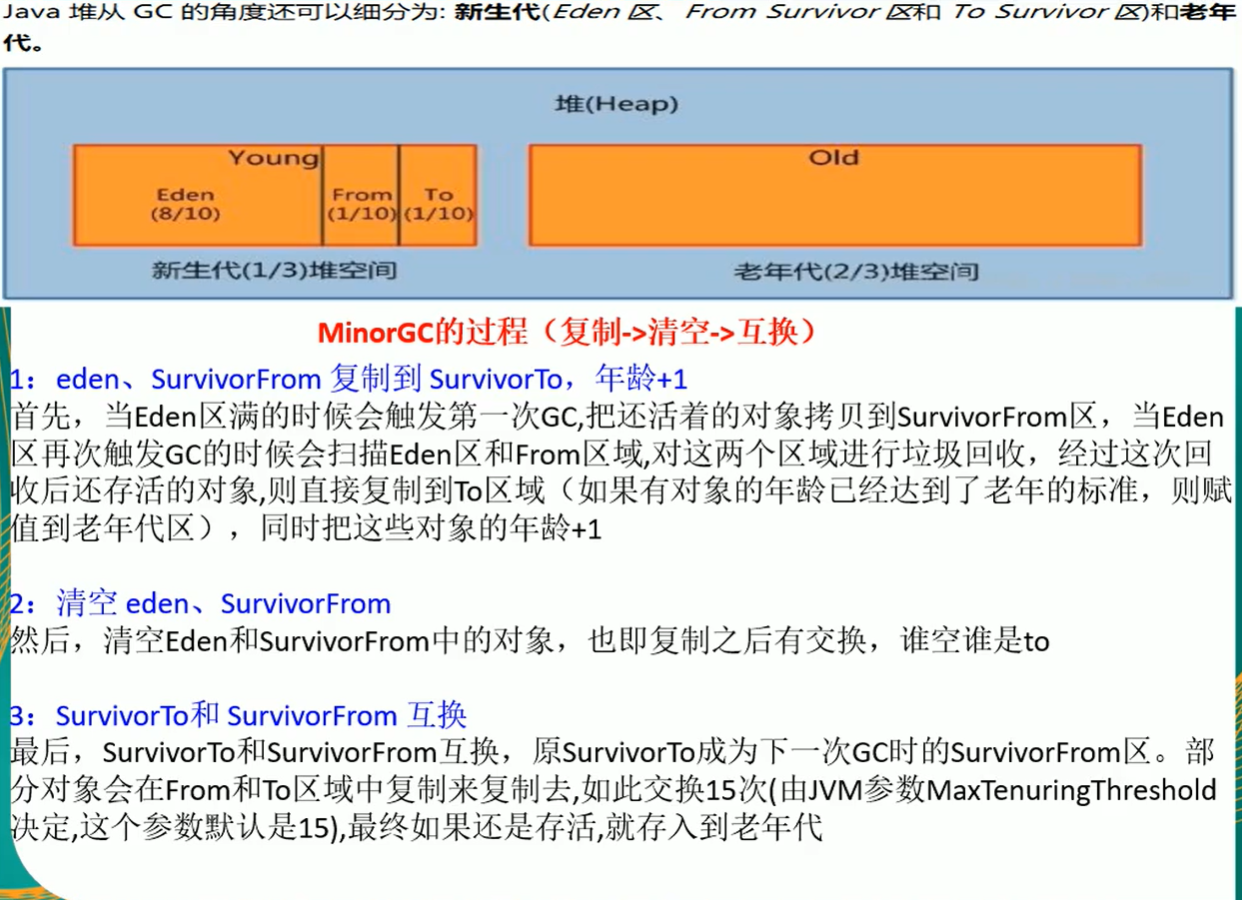 Java 堆从 GC 的角度还可以细分为: 新生代(Eden 区、From Survivor 区和 To Survivor 区)和老年
代。
堆(Heap)
Young
Eden
(8/10)
From
(1/10)
To
(1/10)
Old
新生代(1/3)堆空间
老年代(2/3)堆空间
MinorGC的过程（复制->清空->互换）
1：eden、SurvivorFrom 复制到 SurvivorTo，年龄+1
首先，当Eden区满的时候会触发第一次GC,把还活着的对象拷贝到SurvivorFrom区，当Eden
区再次触发GC的时候会扫描Eden区和From区域,对这两个区域进行垃圾回收，经过这次回
收后还存活的对象,则直接复制到To区域（如果有对象的年龄已经达到了老年的标准，则赋
值到老年代区），同时把这些对象的年龄+1
2：清空 eden、SurvivorFrom
然后，清空Eden和SurvivorFrom中的对象，也即复制之后有交换，谁空谁是to
3：SurvivorTo和 SurvivorFrom 互换
最后，SurvivorTo和SurvivorFrom互换，原SurvivorTo成为下一次GC时的SurvivorFrom区。部
分对象会在From和To区域中复制来复制去,如此交换15次(由JVM参数MaxTenuringThreshold
决定,这个参数默认是15),最终如果还是存活,就存入到老年代